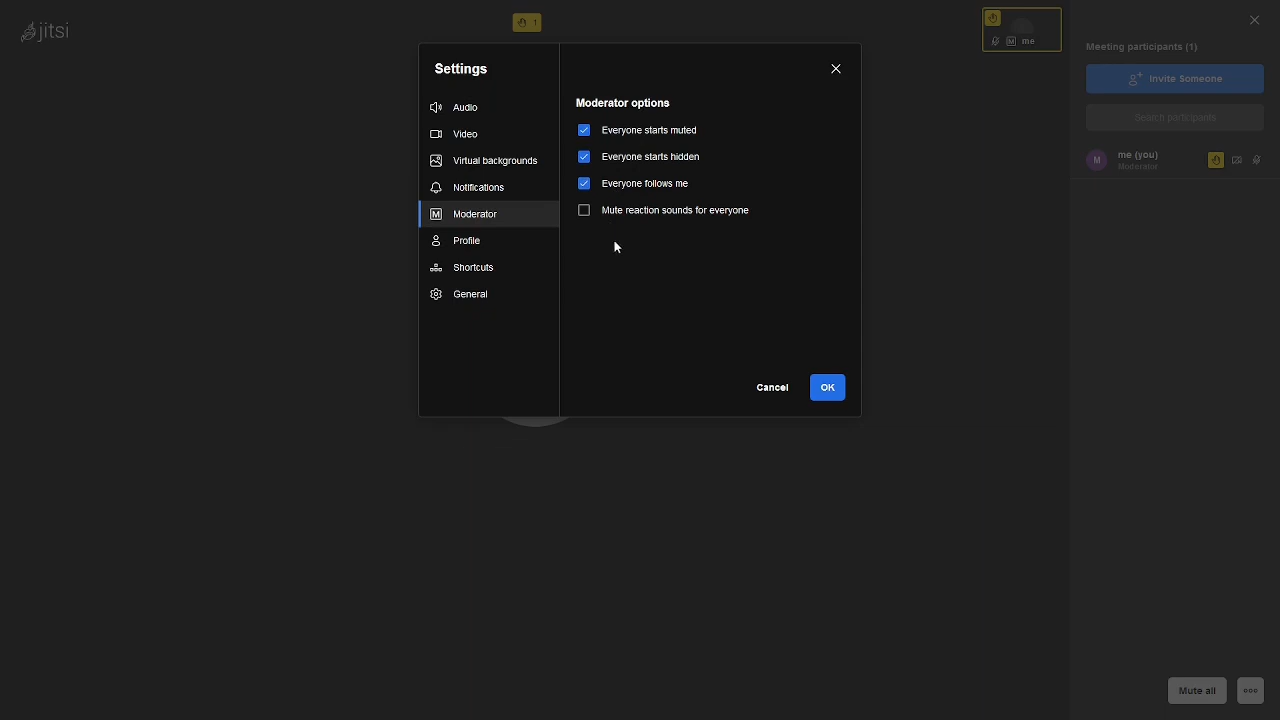 jitsi
1
M me
Meeting participants (1)
Invite Someone
Search participants
M me (you)
Moderator
Settings
Audio
Video
Virtual backgrounds
Notifications
M Moderator
Profile
Shortcuts
General
Moderator options
Everyone starts muted
Everyone starts hidden
Everyone follows me
Mute reaction sounds for everyone
Cancel OK
Mute all